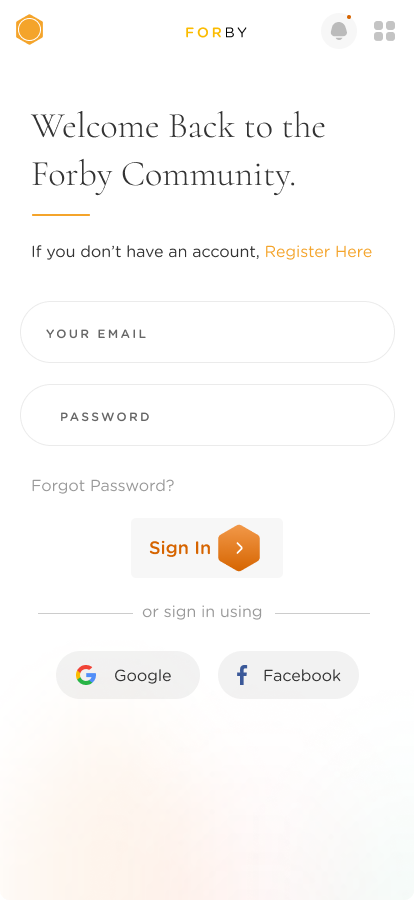 FORBY
Welcome Back to the
Forby Community.
If you don’t have an account, Register Here
YOUR EMAIL
PASSWORD
Forgot Password?
Sign In
or sign in using
Google
Facebook